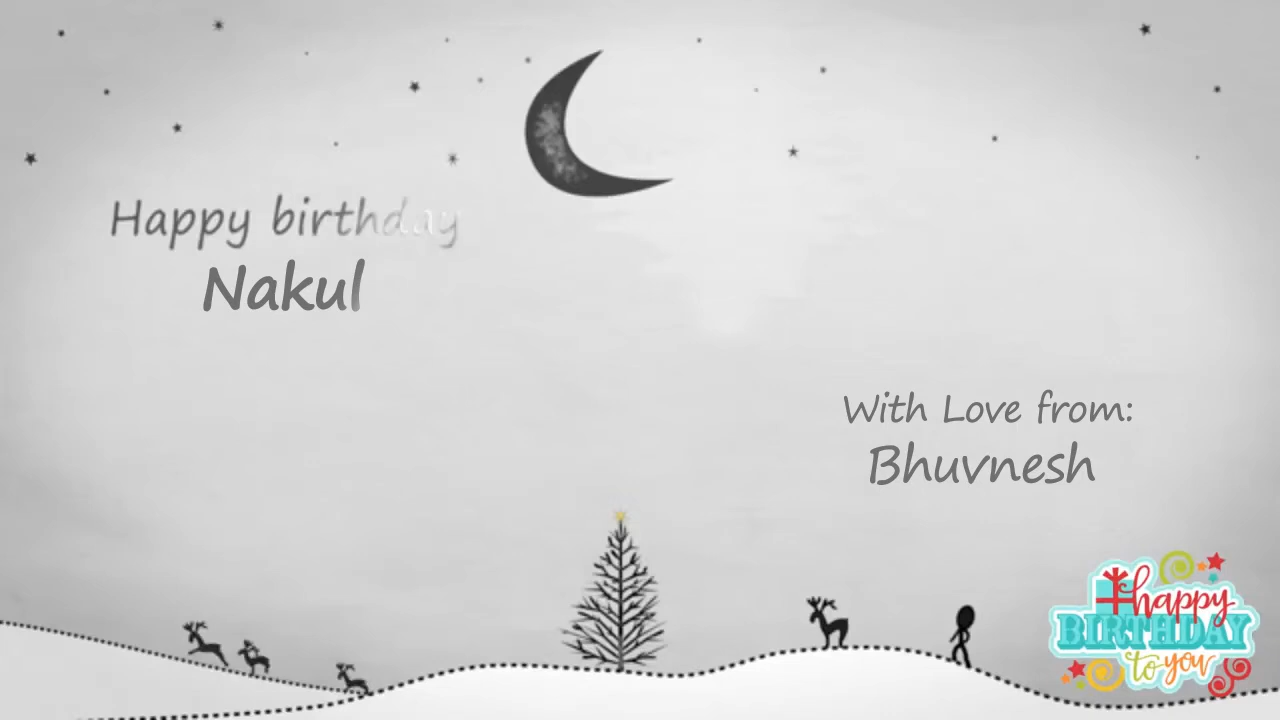 Happy birthday
Nakul
With Love from:
Bhuvnesh
happy
BIRTHDAY
to you